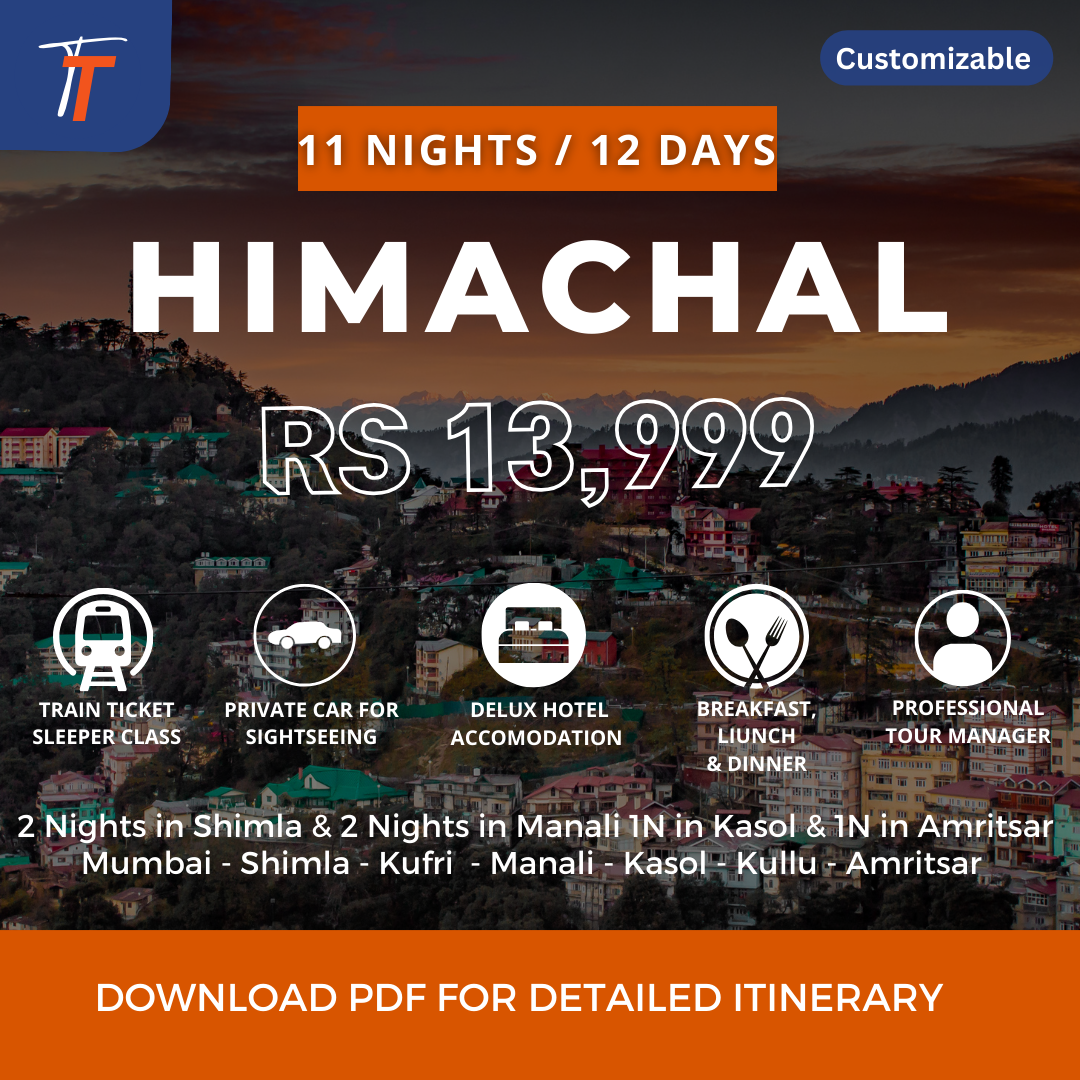 TT
Customizable
11 NIGHTS / 12 DAYS
HIMACHAL
RS 13,999
TRAIN TICKET
SLEEPER CLASS
PRIVATE CAR FOR
SIGHTSEEING
DELUX HOTEL
ACCOMODATION
BREAKFAST,
LIUNCH
& DINNER
PROFESSIONAL
TOUR MANAGER
2 Nights in Shimla & 2 Nights in Manali 1N in Kasol & 1N in Amritsar
Mumbai - Shimla - Kufri - Manali - Kasol - Kullu - Amritsar
DOWNLOAD PDF FOR DETAILED ITINERARY